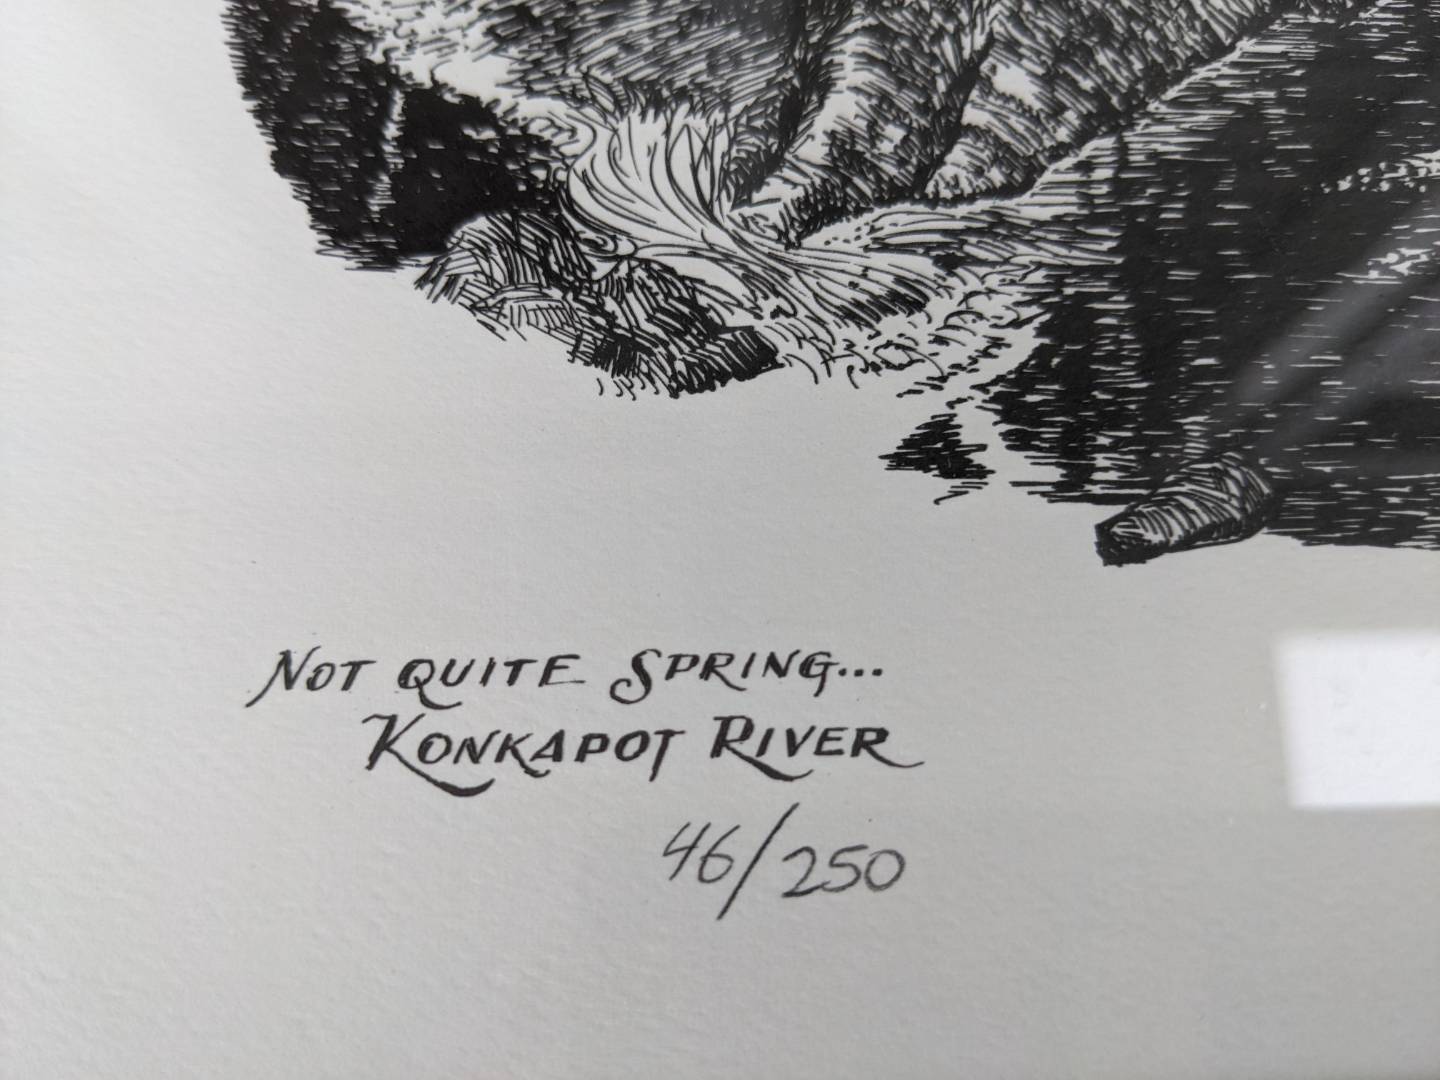 Not quite Spring...
Konkapot River
46/250